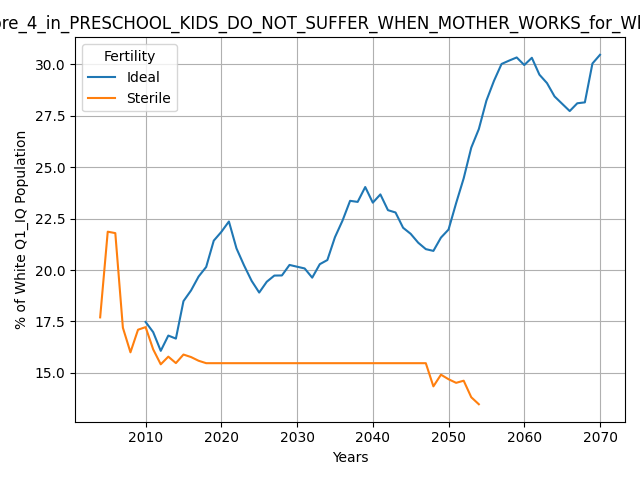 ore_4_in_PRESCHOOL_KIDS_DO_NOT_SUFFER_WHEN_MOTHER_WORKS_for_Wh
Fertility
Ideal
Sterile
% of White Q1_IQ Population
30.0
27.5
25.0
22.5
20.0
17.5
15.0
2010 2020 2030 2040 2050 2060 2070
Years